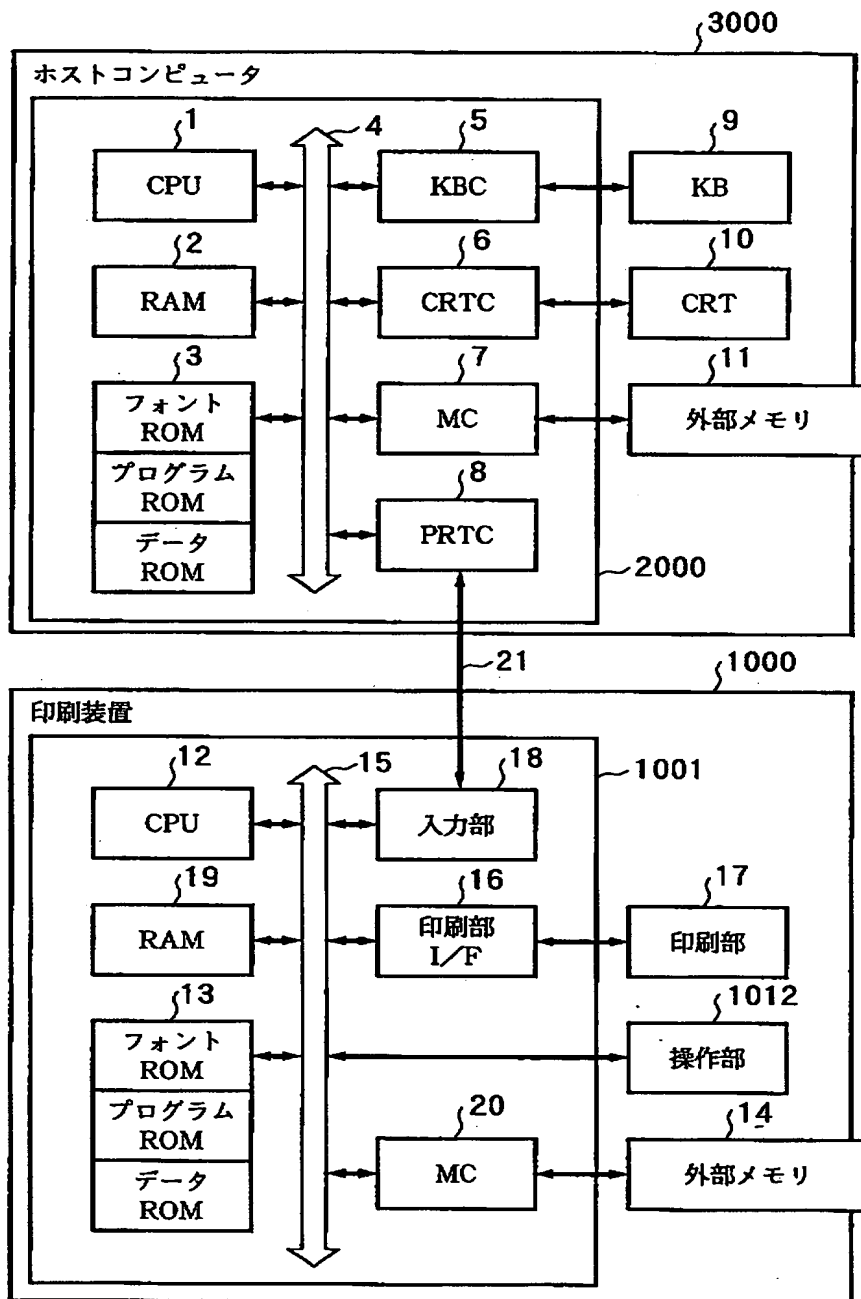 3000
ホストコンピュータ
1
4
5
9
CPU
KBC
KB
2
6
10
RAM
CRTC
CRT
3
7
11
フォント
ROM
MC
外部メモリ
プログラム
ROM
8
データ
ROM
PRTC
2000
21
1000
印刷装置
12
15
18
1001
CPU
入力部
19
16
17
RAM
印刷部
I/F
印刷部
13
1012
フォント
ROM
操作部
プログラム
ROM
20
14
データ
ROM
MC
外部メモリ